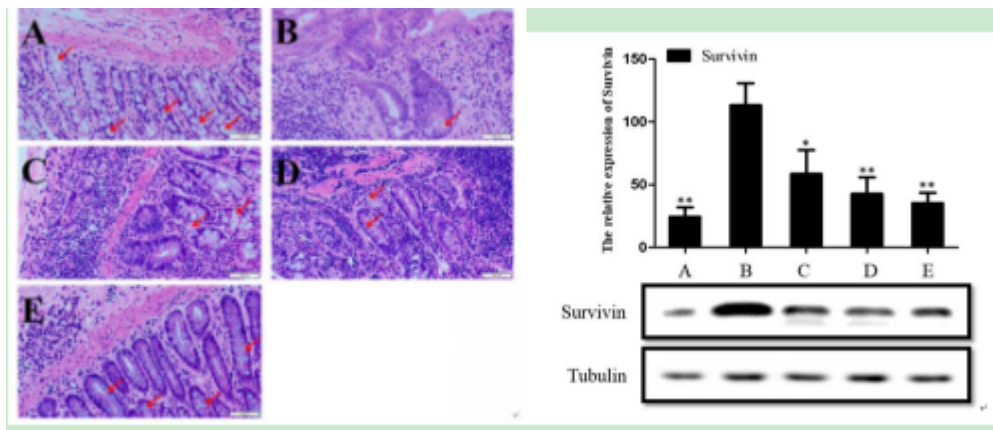 A
B
C
D
E
The relative expression of Survivin
Survivin
150
100
50
0
**
*
**
**
A B C D E
Survivin
Tubulin